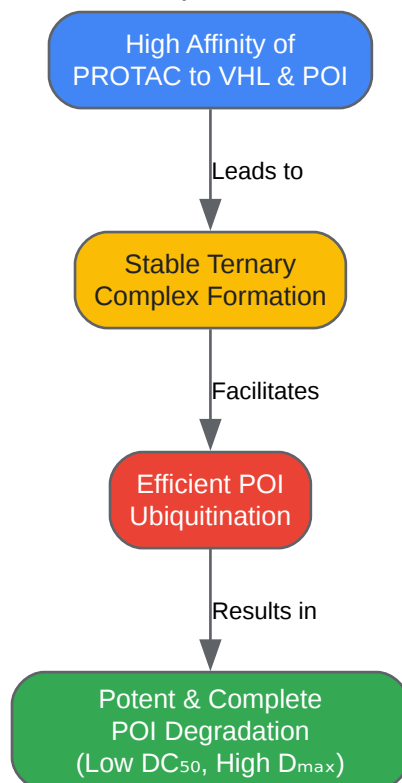 High Affinity of
PROTAC to VHL & POI
Leads to
Stable Ternary
Complex Formation
Facilitates
Efficient POI
Ubiquitination
Results in
Potent & Complete
POI Degradation
(Low DC₅₀, High Dₘₐₓ)